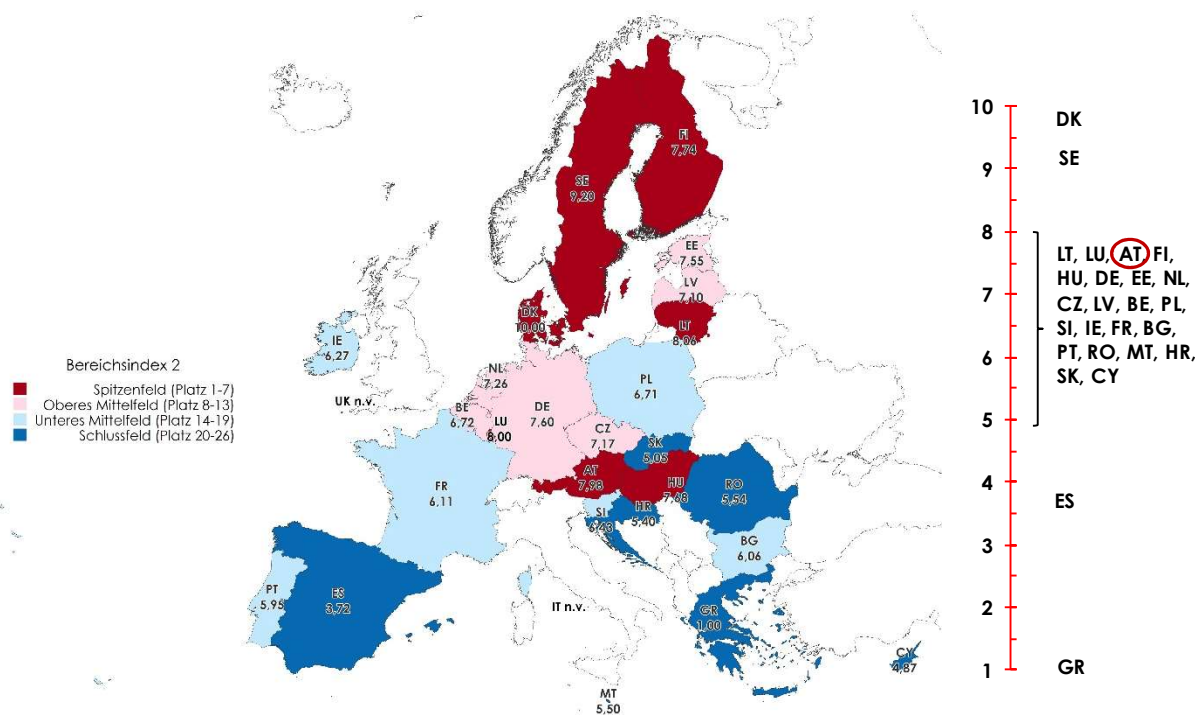 FI
7,74
SE
9,20
EE
7,55
LV
7,10
DK
10,00
LT
8,06
IE
6,27
NL
7,26
PL
6,71
UK n.v.
BE
6,72
LU
8,00
DE
7,60
CZ
7,17
SK
5,05
AT
7,98
HU
7,68
RO
5,54
FR
6,11
SI
6,43
HR
5,40
BG
6,06
PT
5,95
ES
3,72
IT n.v.
GR
1,00
CY
4,87
MT
5,50
Bereichsindex 2
Spitzenfeld (Platz 1-7)
Oberes Mittelfeld (Platz 8-13)
Unteres Mittelfeld (Platz 14-19)
Schlussfeld (Platz 20-26)
10
9
8
7
6
5
4
3
2
1
DK
SE
LT, LU, AT, FI,
HU, DE, EE, NL,
CZ, LV, BE, PL,
SI, IE, FR, BG,
PT, RO, MT, HR,
SK, CY
ES
GR